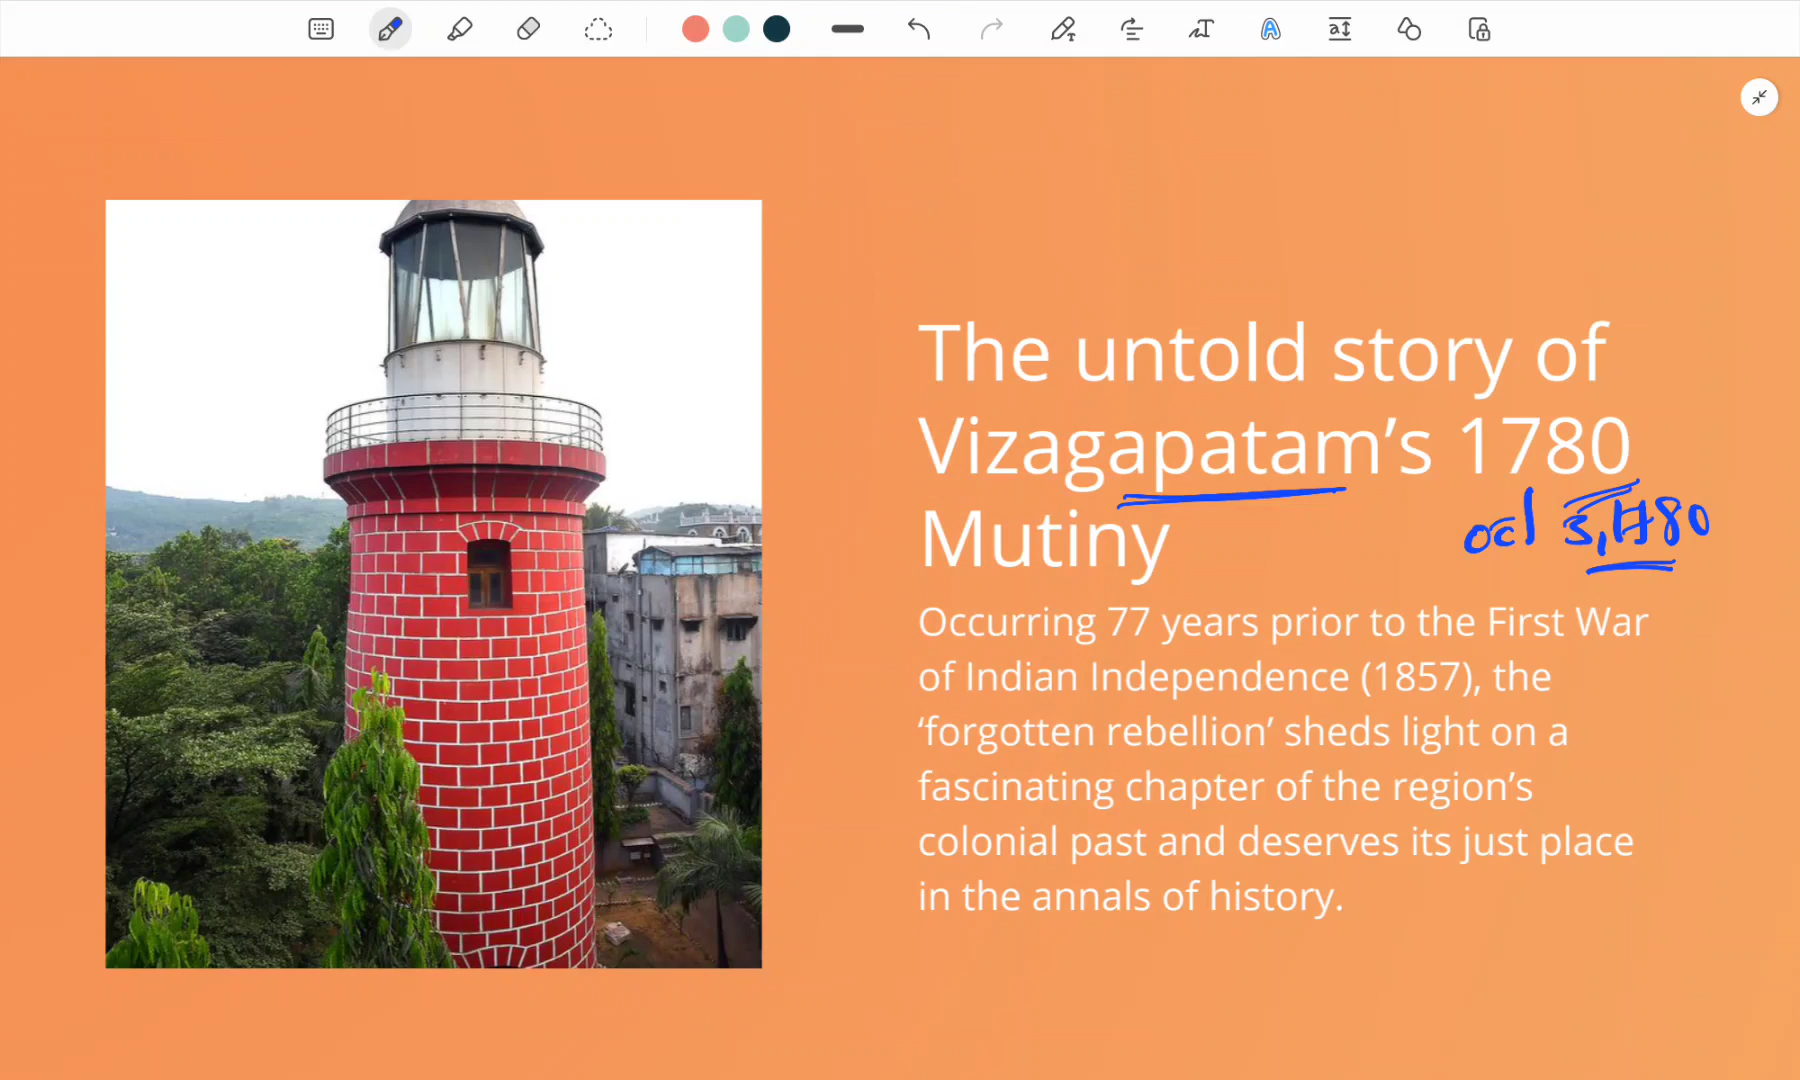 The untold story of
Vizagapatam’s 1780
Mutiny
oct 3, 1780
Occurring 77 years prior to the First War
of Indian Independence (1857), the
‘forgotten rebellion’ sheds light on a
fascinating chapter of the region’s
colonial past and deserves its just place
in the annals of history.